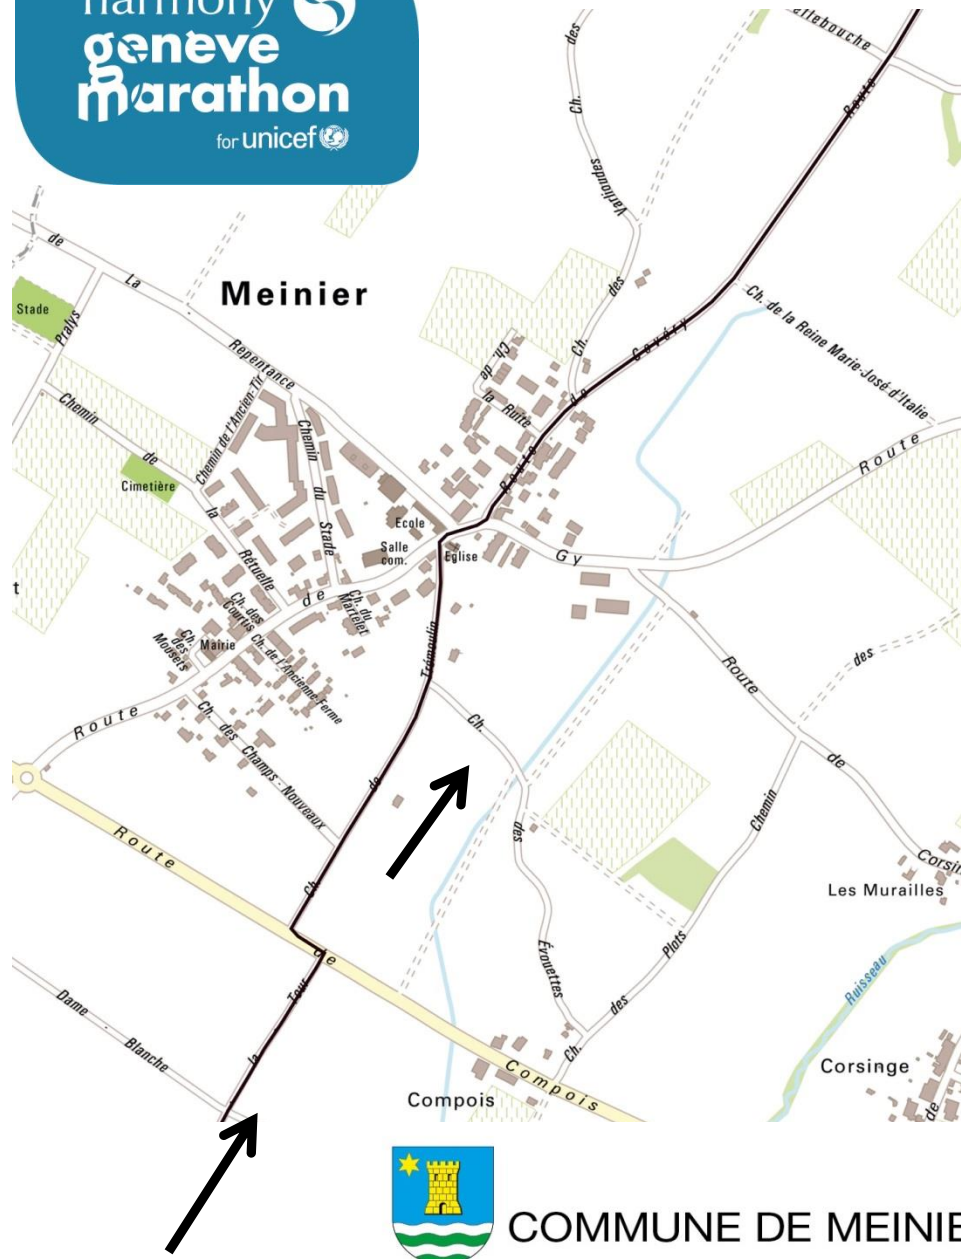 harmony
genève
marathon
for unicef
des
Ch.
Varlioudes
des
Ch.
Route
de
Covéry
Route
de
La
Repentance
Meinier
Stade
Pralys
Ch. de
la Ruite
Ch. de la Reine Marie-José d'Italie
Route
Chemin
de
la
Rétuelle
Chemin de l'Ancien-Tir
Chemin
du
Stade
Cimetière
Ecole
Salle
com.
Eglise
Gy
de
Ch. du
Martelet
Ch. des
Courtis
Ch. de l'Ancienne Ferme
Ch.
des
Mousets
Mairie
Trémoulin
de
Ch.
Route
Ch. des Champs-Nouveaux
Route
de
Compois
Ch.
des
Évouettes
Route
de
Corsin
des
Chemin
Plots
des
Ch.
Les Murailles
Ruisseau
Tour
la
Dame
Blanche
Compois
Corsinge
de
COMMUNE DE MEINIE